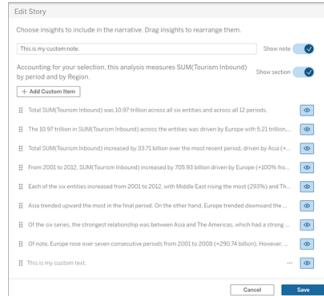 Edit Story
Choose insights to include in the narrative. Drag insights to rearrange them.
This is my custom note.
Show note
Accounting for your selection, this analysis measures SUM(Tourism Inbound)
by period and by Region.
Show section
+ Add Custom Item
Total SUM(Tourism Inbound) was 10.97 trillion across all six entities and across all 12 periods.
The 10.97 trillion in SUM(Tourism Inbound) across the entities was driven by Europe with 5.21 trillion,...
Total SUM(Tourism Inbound) increased by 33.71 billion over the most recent period, driven by Asia (+...
From 2001 to 2012, SUM(Tourism Inbound) increased by 705.93 billion driven by Europe (+100% fro...
Each of the six entities increased from 2001 to 2012, with Middle East rising the most (293%) and Th...
Asia trended upward the most in the final period. On the other hand, Europe trended downward the ...
Of the six series, the strongest relationship was between Asia and The Americas, which had a strong ...
Of note, Europe rose over seven consecutive periods from 2001 to 2008 (+290.74 billion). However, ...
This is my custom text.
Cancel
Save